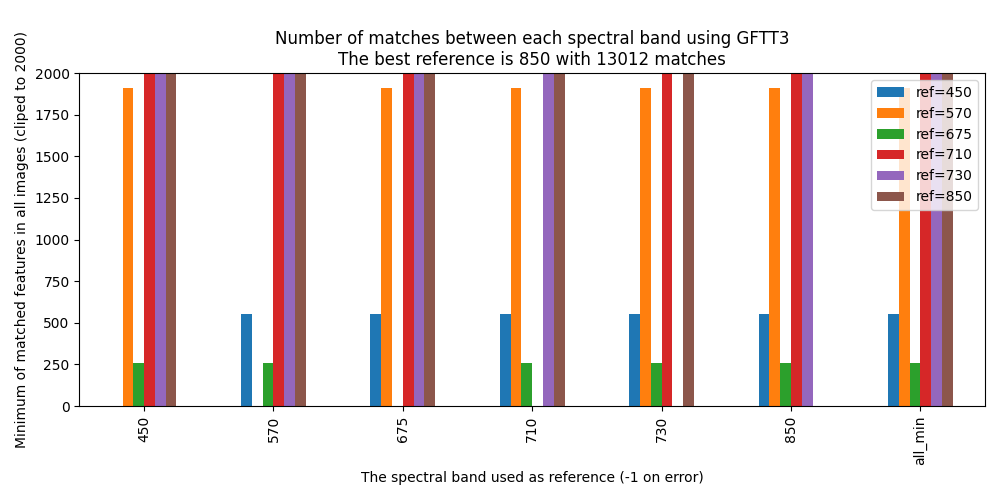 Number of matches between each spectral band using GFTT3
The best reference is 850 with 13012 matches
Minimum of matched features in all images (cliped to 2000)
2000
1750
1500
1250
1000
750
500
250
0
ref=450
ref=570
ref=675
ref=710
ref=730
ref=850
450
570
675
710
730
850
all_min
The spectral band used as reference (-1 on error)